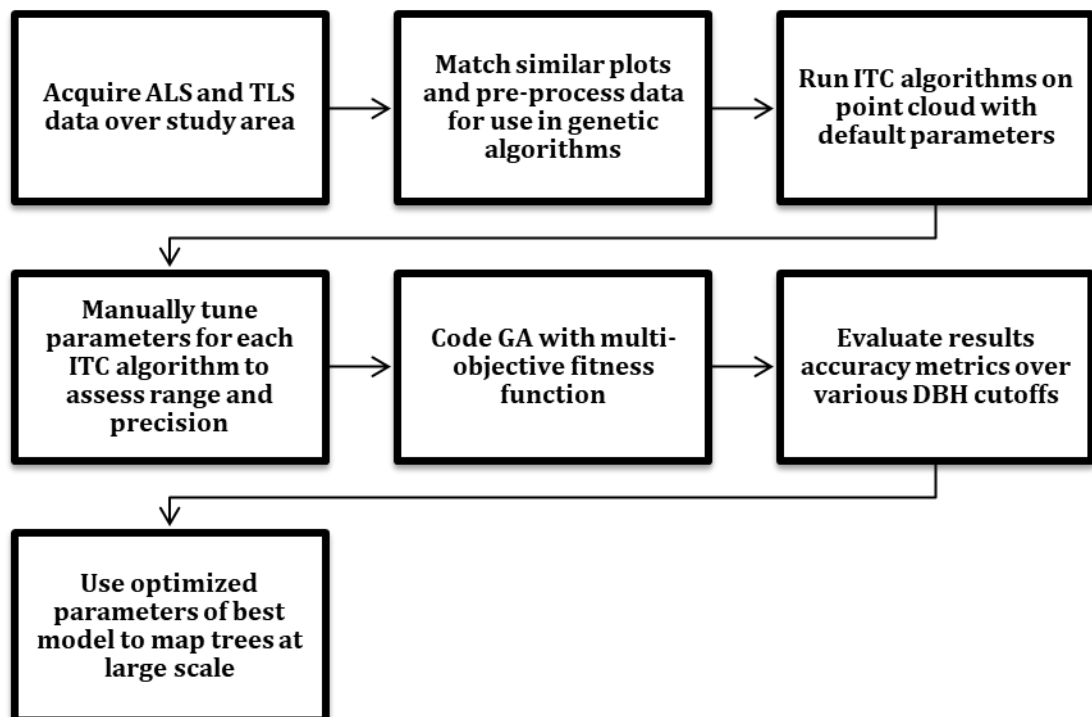 Acquire ALS and TLS
data over study area
Match similar plots
and pre-process data
for use in genetic
algorithms
Run ITC algorithms on
point cloud with
default parameters
Manually tune
parameters for each
ITC algorithm to
assess range and
precision
Code GA with multi-
objective fitness
function
Evaluate results
accuracy metrics over
various DBH cutoffs
Use optimized
parameters of best
model to map trees at
large scale